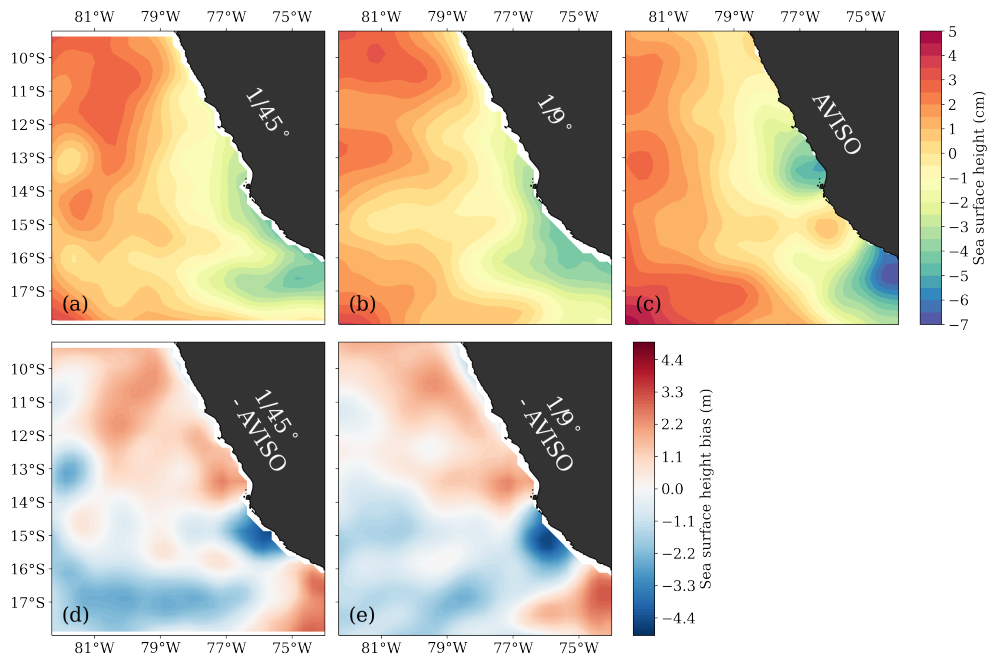 81°W 79°W 77°W 75°W
81°W 79°W 77°W 75°W
81°W 79°W 77°W 75°W
10°S
11°S
12°S
13°S
14°S
15°S
16°S
17°S
1/45°
(a)
1/9°
(b)
AVISO
(c)
5
4
3
2
1
0
−1
−2
−3
−4
−5
−6
−7
Sea surface height (cm)
10°S
11°S
12°S
13°S
14°S
15°S
16°S
17°S
1/45°
- AVISO
(d)
1/9°
- AVISO
(e)
4.4
3.3
2.2
1.1
0.0
−1.1
−2.2
−3.3
−4.4
Sea surface height bias (m)
81°W 79°W 77°W 75°W
81°W 79°W 77°W 75°W